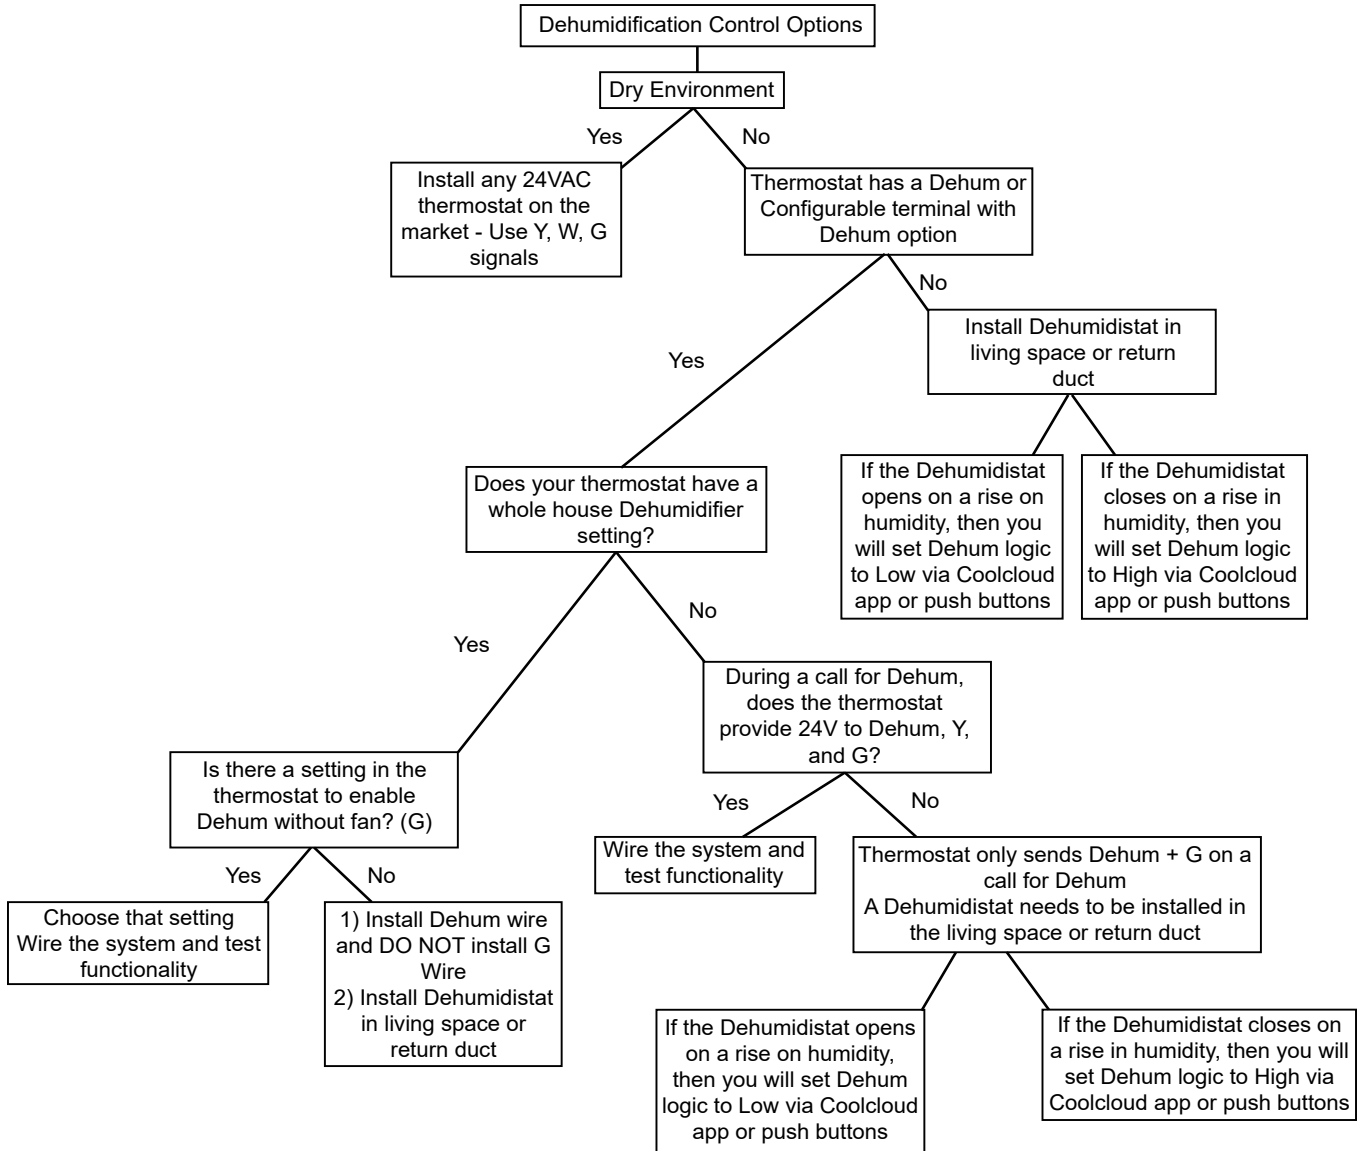 Dehumidification Control Options
Dry Environment
Yes
No
Install any 24VAC
thermostat on the
market - Use Y, W, G
signals
Thermostat has a Dehum or
Configurable terminal with
Dehum option
No
Yes
Install Dehumidistat in
living space or return
duct
Does your thermostat have a
whole house Dehumidifier
setting?
If the Dehumidistat
opens on a rise on
humidity, then you
will set Dehum logic
to Low via Coolcloud
app or push buttons
If the Dehumidistat
closes on a rise in
humidity, then you
will set Dehum logic
to High via Coolcloud
app or push buttons
Yes
No
During a call for Dehum,
does the thermostat
provide 24V to Dehum, Y,
and G?
Is there a setting in the
thermostat to enable
Dehum without fan? (G)
Yes
No
Yes
No
Choose that setting
Wire the system and test
functionality
1) Install Dehum wire
and DO NOT install G
Wire
2) Install Dehumidistat
in living space or
return duct
Wire the system and
test functionality
Thermostat only sends Dehum + G on a
call for Dehum
A Dehumidistat needs to be installed in
the living space or return duct
If the Dehumidistat opens
on a rise on humidity,
then you will set Dehum
logic to Low via Coolcloud
app or push buttons
If the Dehumidistat closes on
a rise in humidity, then you will
set Dehum logic to High via
Coolcloud app or push buttons